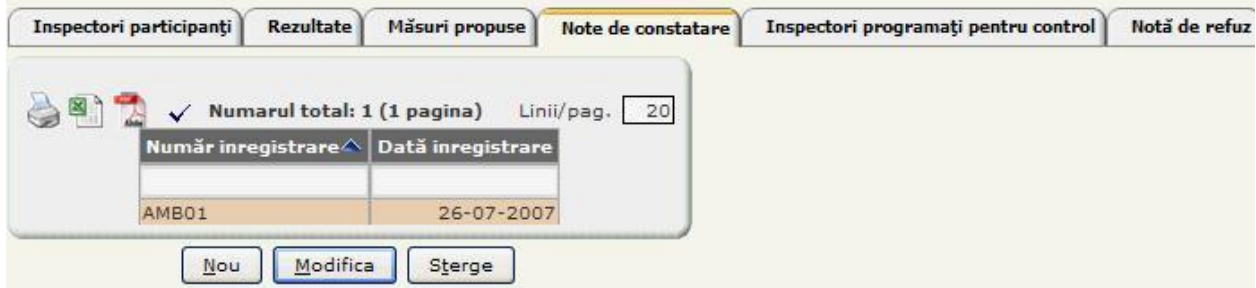 Inspectori participanţi Rezultate Măsuri propuse Note de constatare Inspectori programaţi pentru control Notă de refuz
Numarul total: 1 (1 pagina) Linii/pag. 20
Număr inregistrare Dată inregistrare
AMB01 26-07-2007
Nou Modifica Sterge